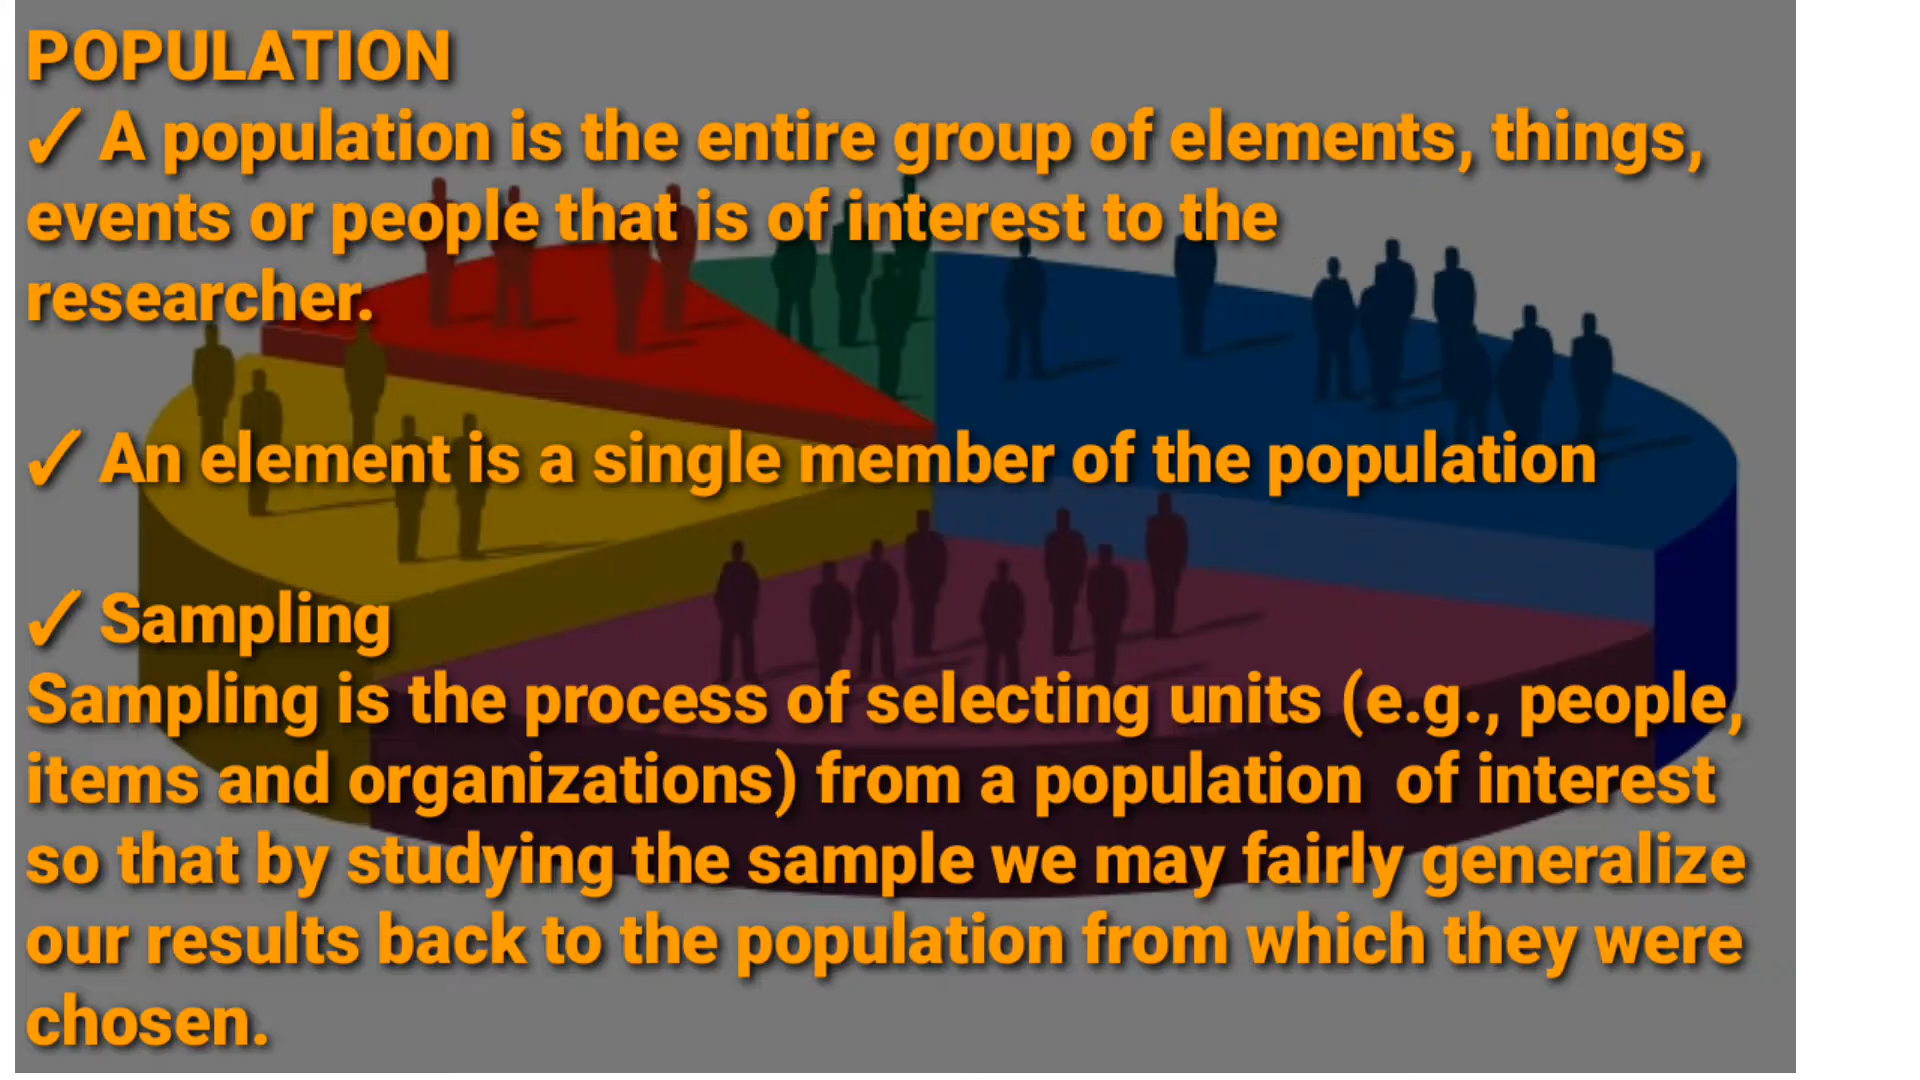 POPULATION
✓ A population is the entire group of elements, things,
events or people that is of interest to the
researcher.
✓ An element is a single member of the population
✓ Sampling
Sampling is the process of selecting units (e.g., people,
items and organizations) from a population  of interest
so that by studying the sample we may fairly generalize
our results back to the population from which they were
chosen.